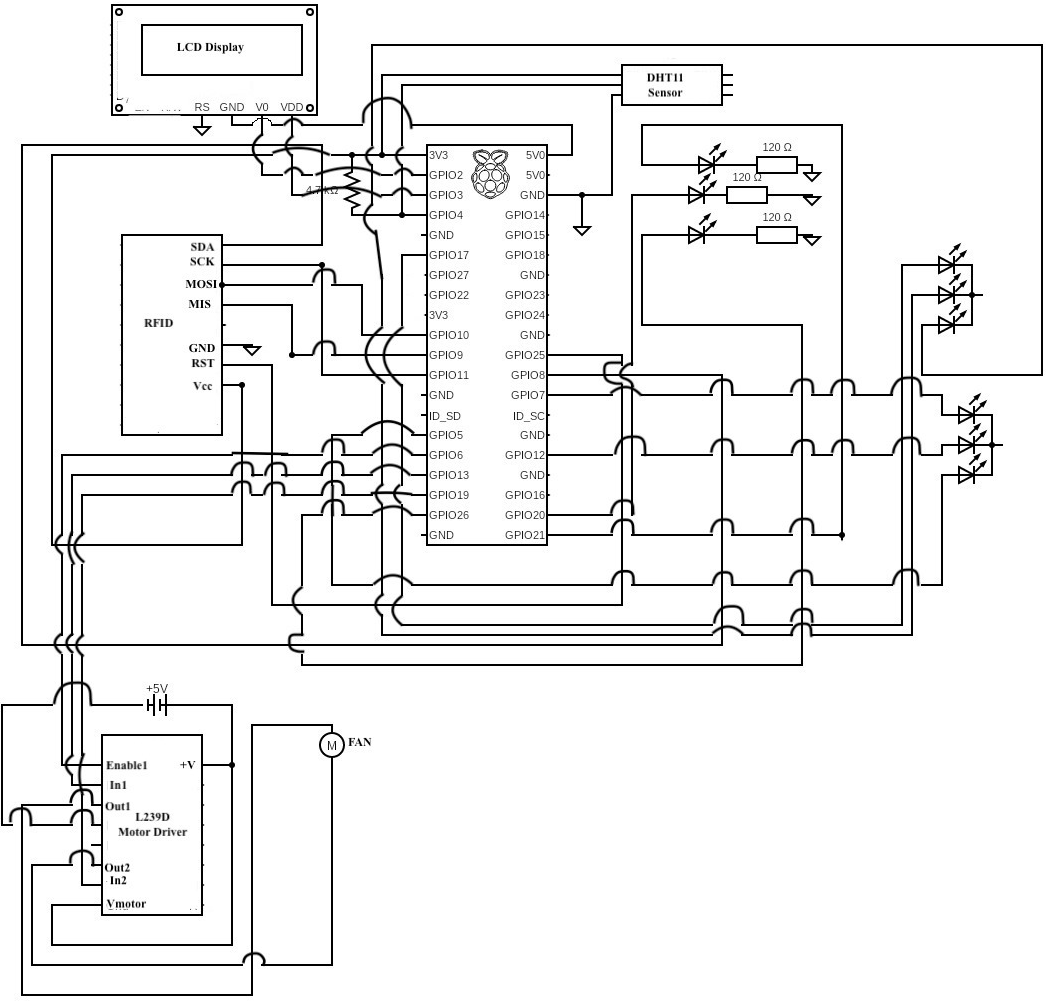 LCD Display
RS GND V0 VDD
DHT11
Sensor
3V3
GPIO2
GPIO3
GPIO4
GND
GPIO17
GPIO27
GPIO22
3V3
GPIO10
GPIO9
GPIO11
GND
ID_SD
GPIO5
GPIO6
GPIO13
GPIO19
GPIO26
GND
5V0
5V0
GND
GPIO14
GPIO15
GPIO18
GND
GPIO23
GPIO24
GND
GPIO25
GPIO8
GPIO7
ID_SC
GND
GPIO12
GND
GPIO16
GPIO20
GPIO21
120 Ω
120 Ω
120 Ω
4.7 kΩ
SDA
SCK
MOSI
MIS
RFID
GND
RST
Vcc
+5V
M
FAN
Enable1
+V
In1
Out1
L239D
Motor Driver
Out2
In2
Vmotor